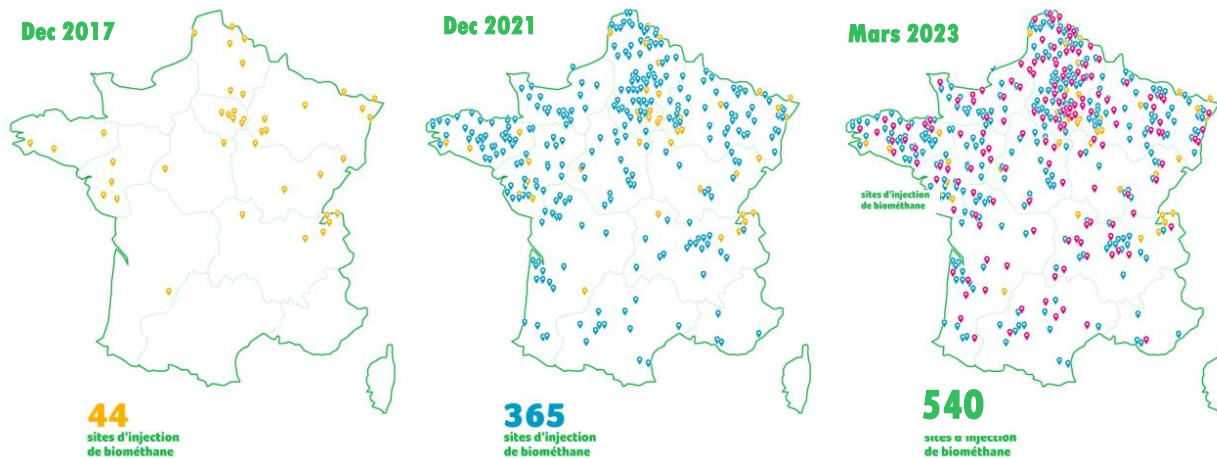 Dec 2017
Dec 2021
Mars 2023
sites d'injection
de biométhane
44
sites d'injection
de biométhane
365
sites d'injection
de biométhane
540
sites d'injection
de biométhane